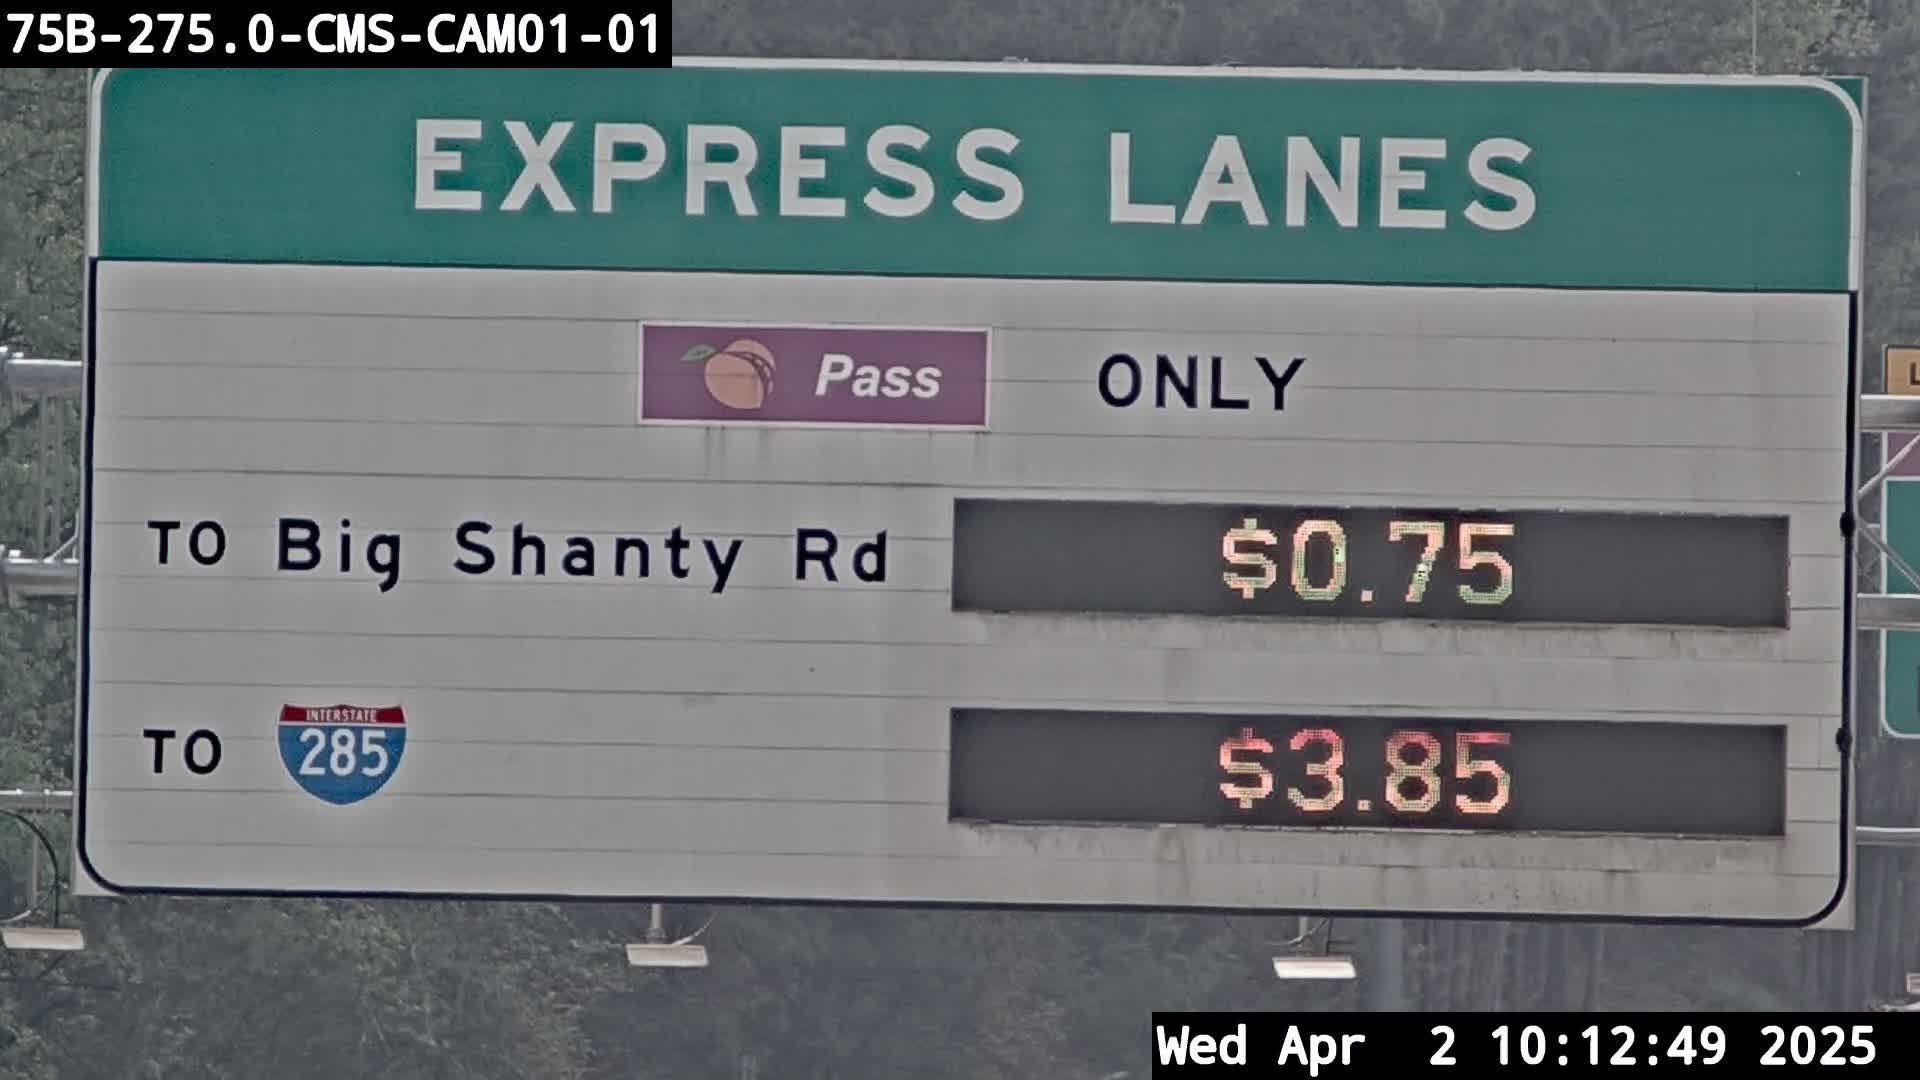 75B-275.0-CMS-CAM01-01
EXPRESS LANES
Pass ONLY
TO Big Shanty Rd $0.75
INTERSTATE
TO 285 $3.85
Wed Apr 2 10:12:49 2025